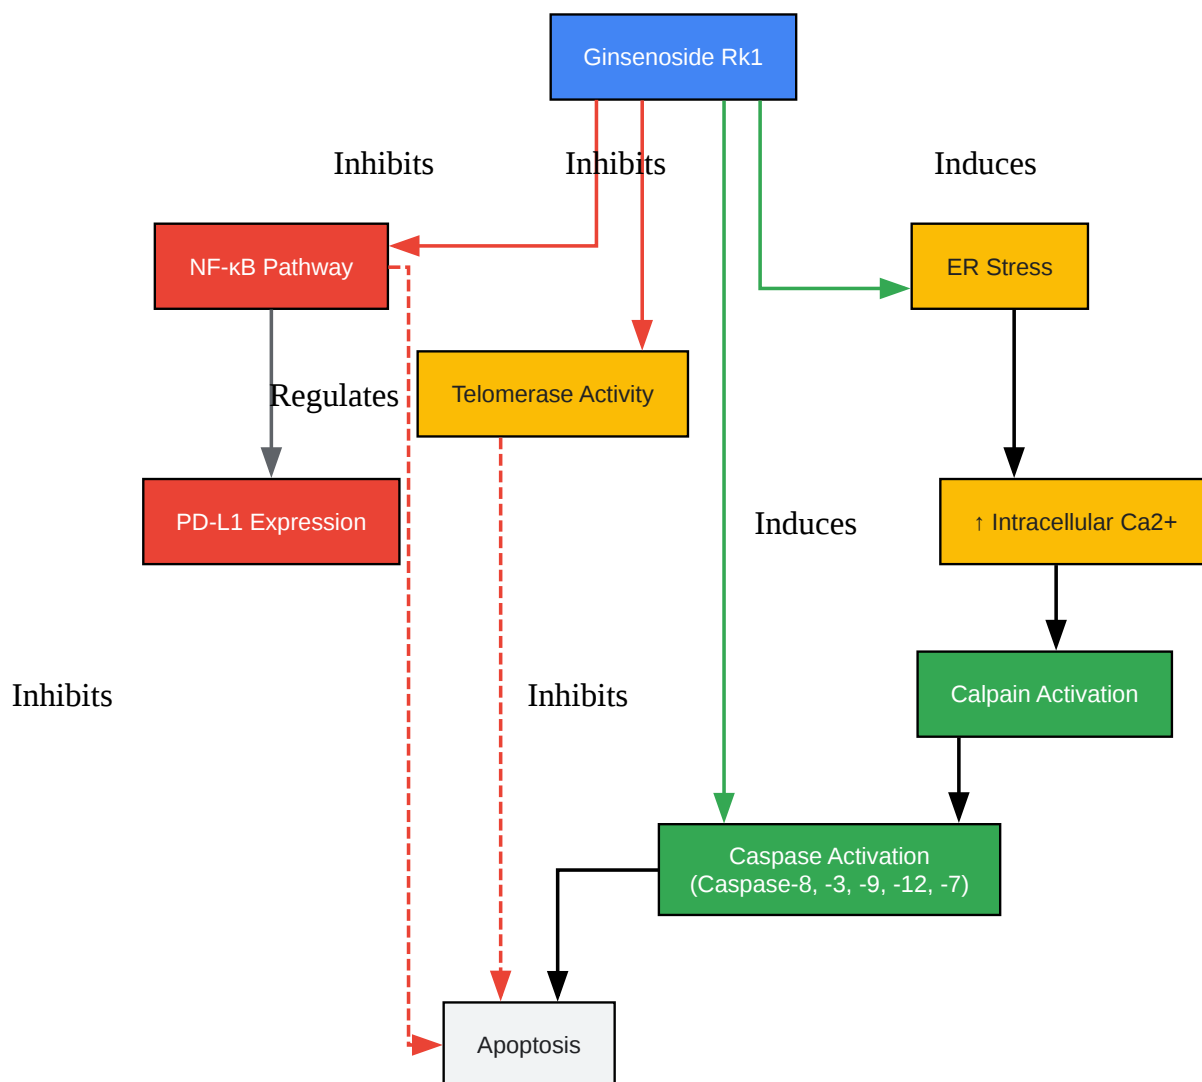 Ginsenoside Rk1
Inhibits
Inhibits
Induces
NF-κB Pathway
ER Stress
Regulates
Telomerase Activity
PD-L1 Expression
Induces
↑ Intracellular Ca2+
Inhibits
Inhibits
Calpain Activation
Caspase Activation
(Caspase-8, -3, -9, -12, -7)
Apoptosis